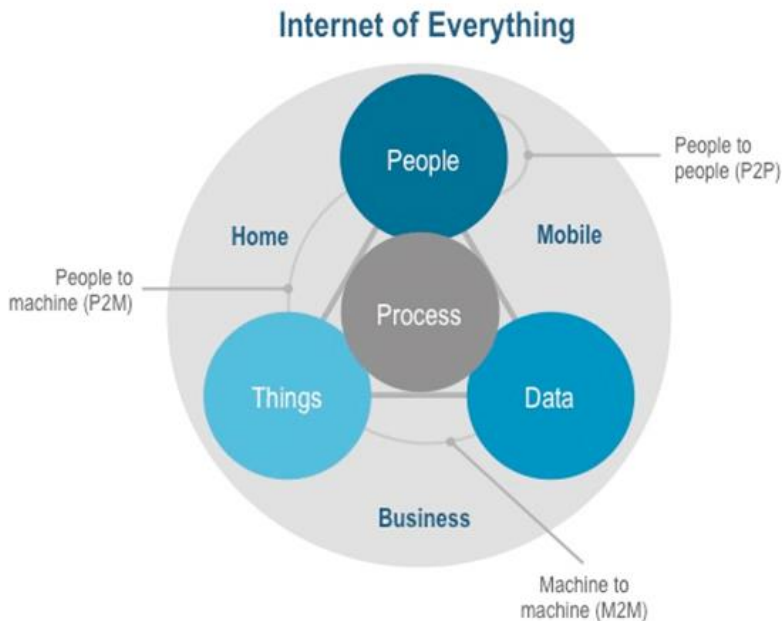 Internet of Everything
People
People to
people (P2P)
Home
Mobile
People to
machine (P2M)
Process
Things
Data
Business
Machine to
machine (M2M)